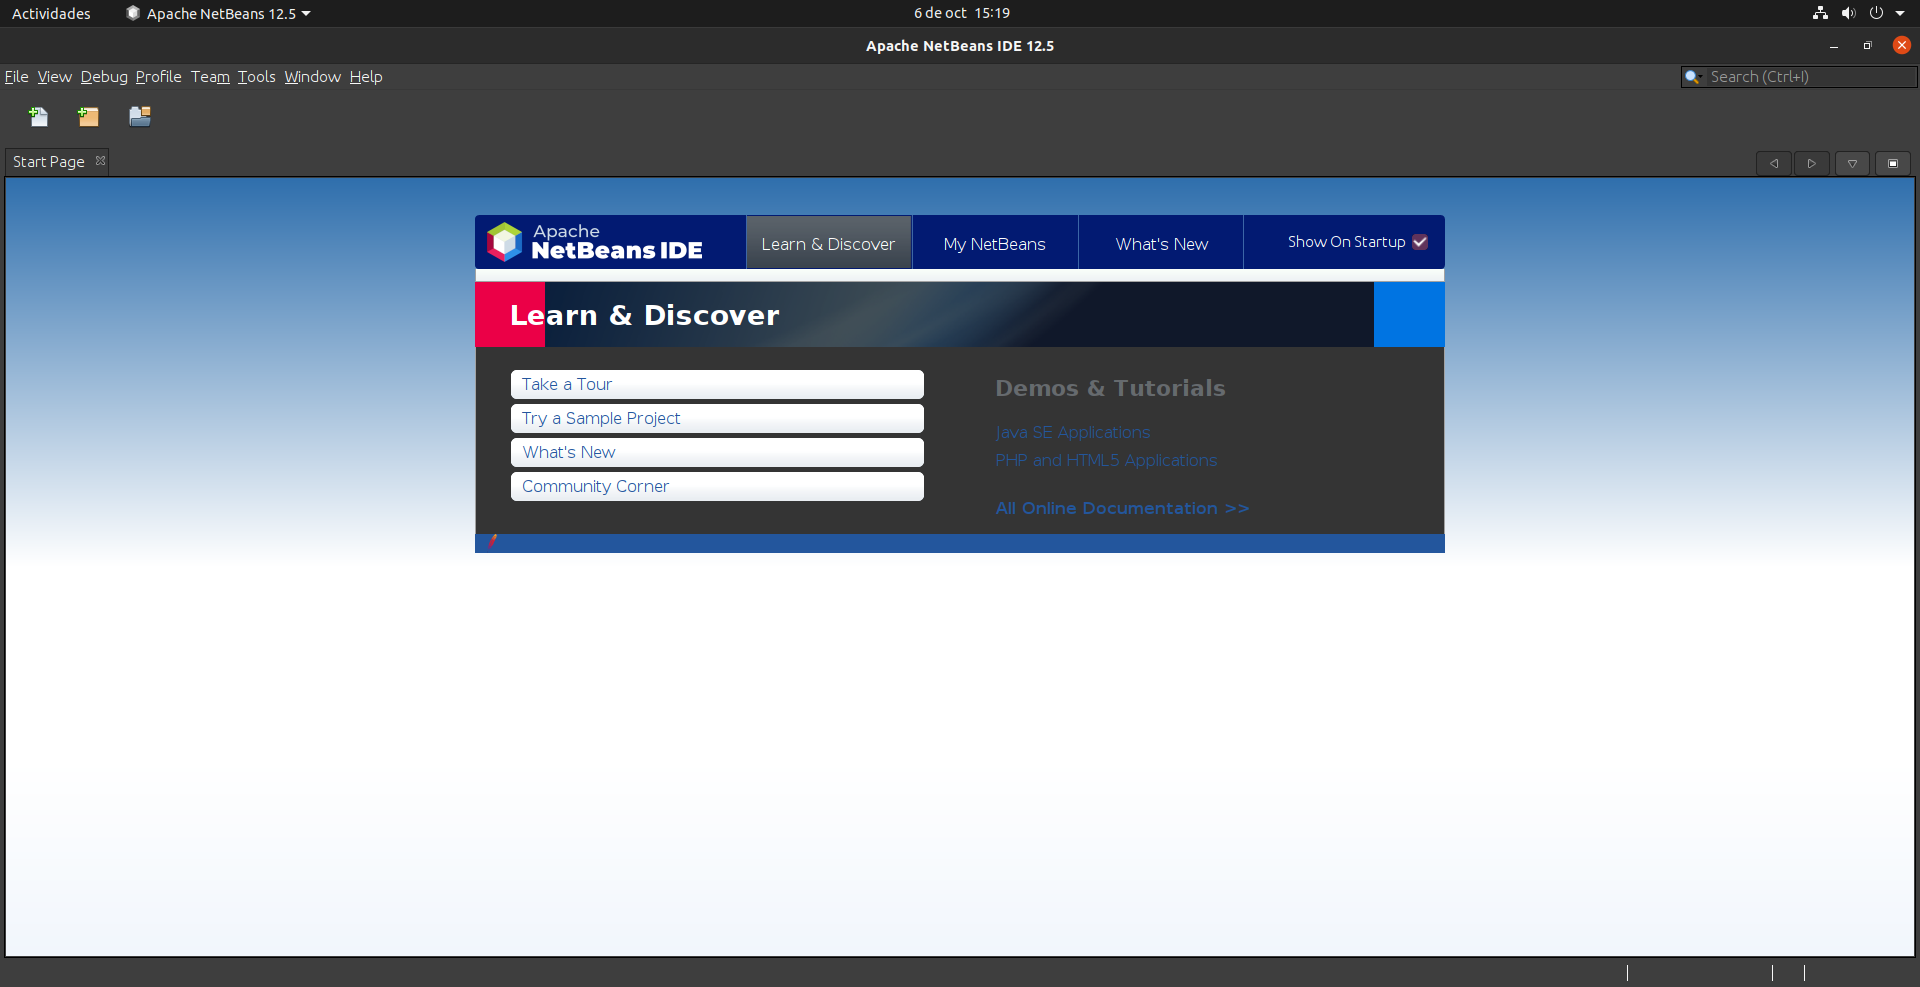 Actividades Apache NetBeans 12.5 6 de oct 15:19
Apache NetBeans IDE 12.5
File View Debug Profile Team Tools Window Help Search (Ctrl+I)
Start Page
Apache
NetBeans IDE
Learn & Discover My NetBeans What's New Show On Startup
Learn & Discover
Take a Tour
Try a Sample Project
What's New
Community Corner
Demos & Tutorials
Java SE Applications
PHP and HTML5 Applications
All Online Documentation >>